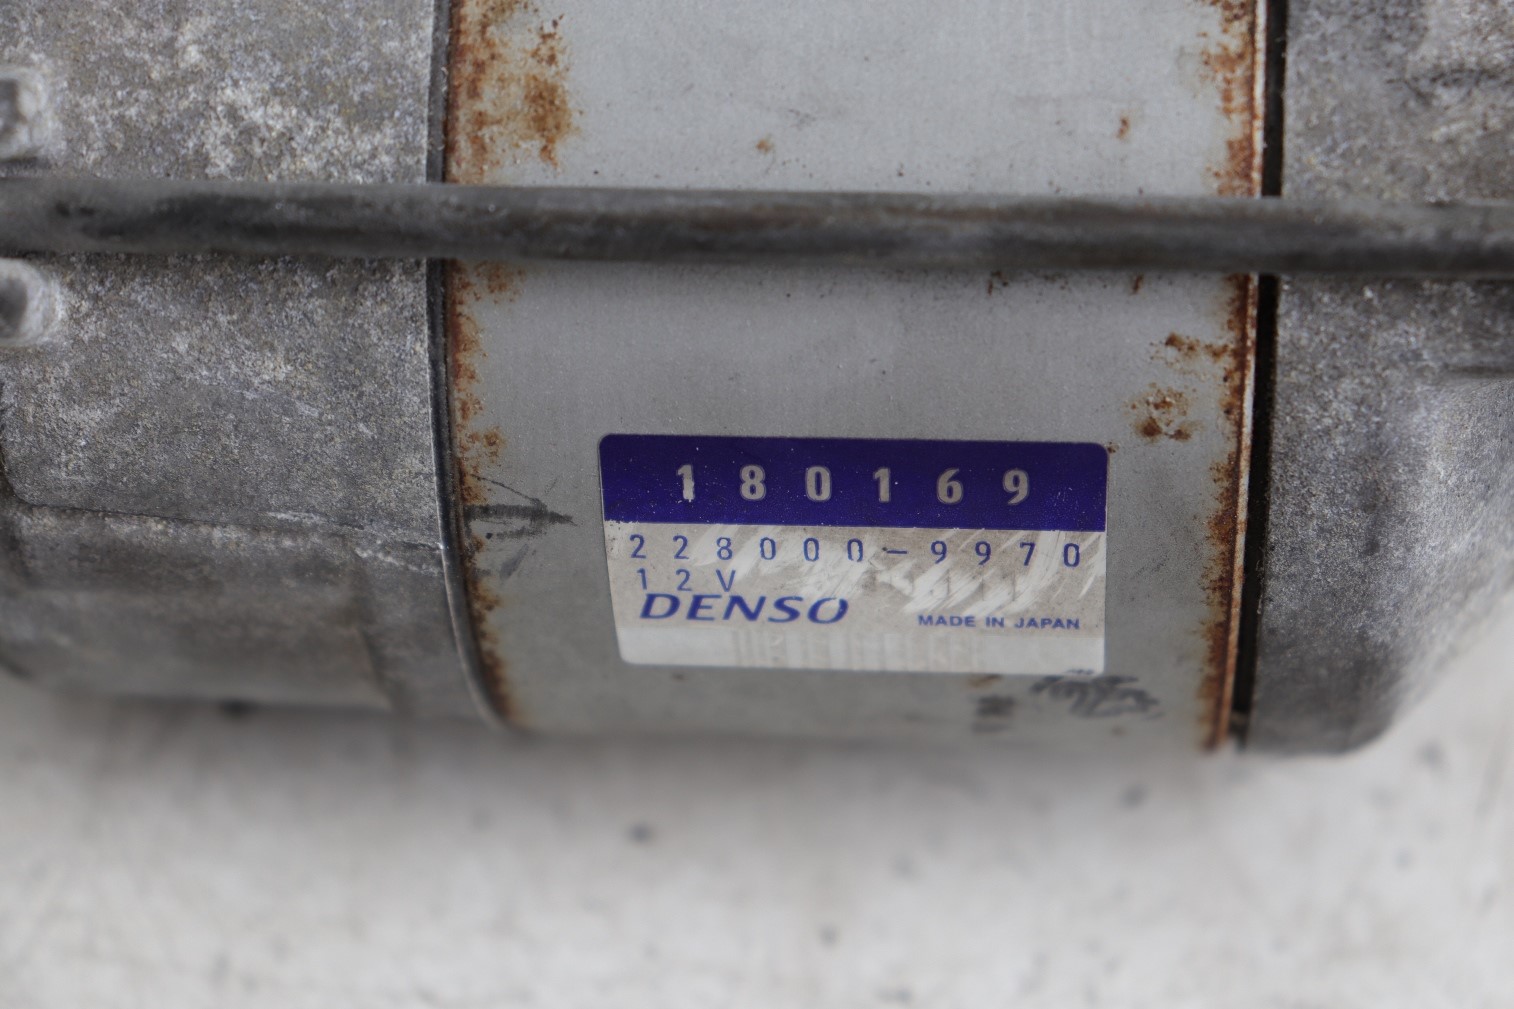 180169
228000-9970
12V
DENSO MADE IN JAPAN